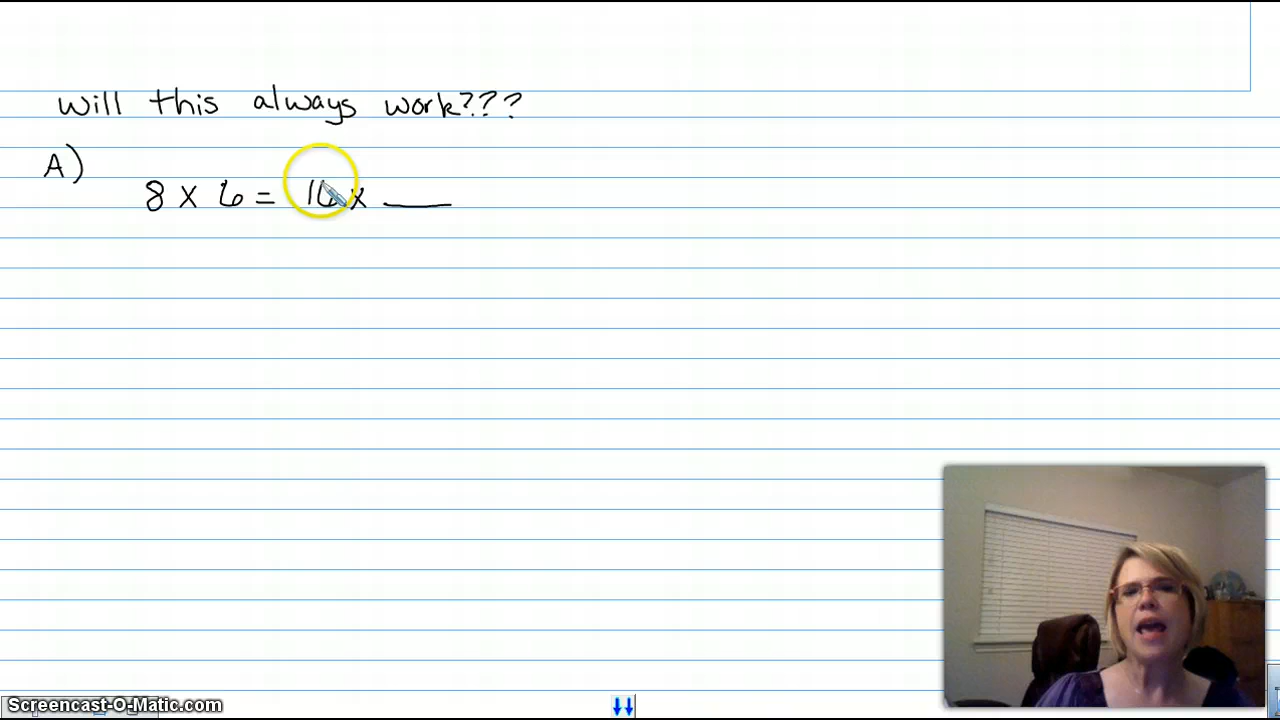 will this always work???
A)
8 x 6 = 16 x ___
Screencast-O-Matic.com